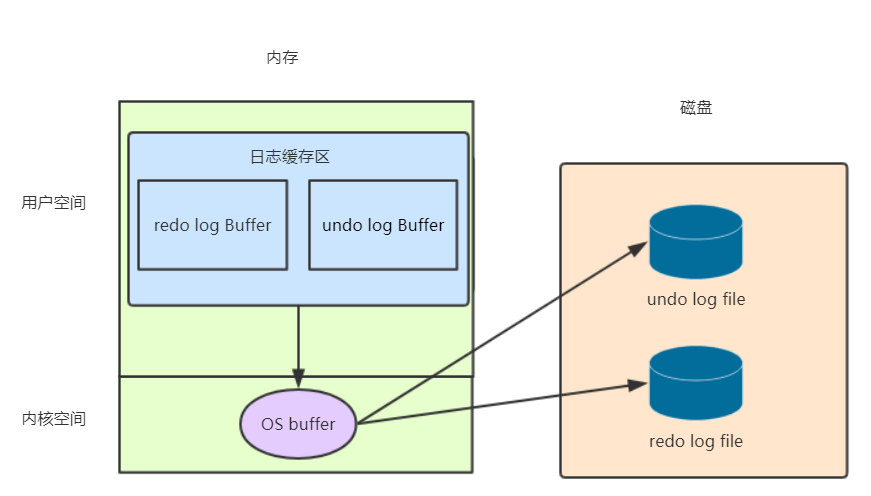 内存
磁盘
日志缓存区
用户空间
redo log Buffer
undo log Buffer
undo log file
内核空间
OS buffer
redo log file